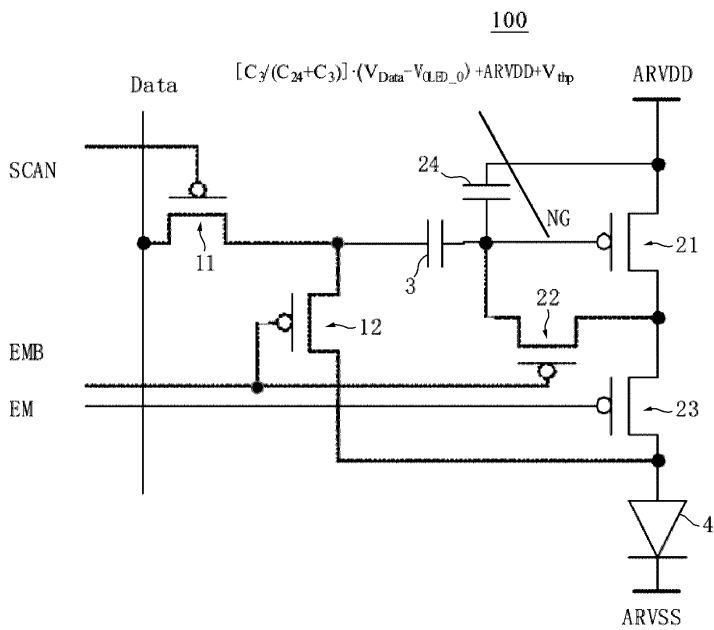 100
[C3/(C24+C3)]·(VData-VOLED_0)+ARVDD+Vthp
Data
ARVDD
SCAN
24
NG
11
3
21
22
12
EMB
EM
23
4
ARVSS